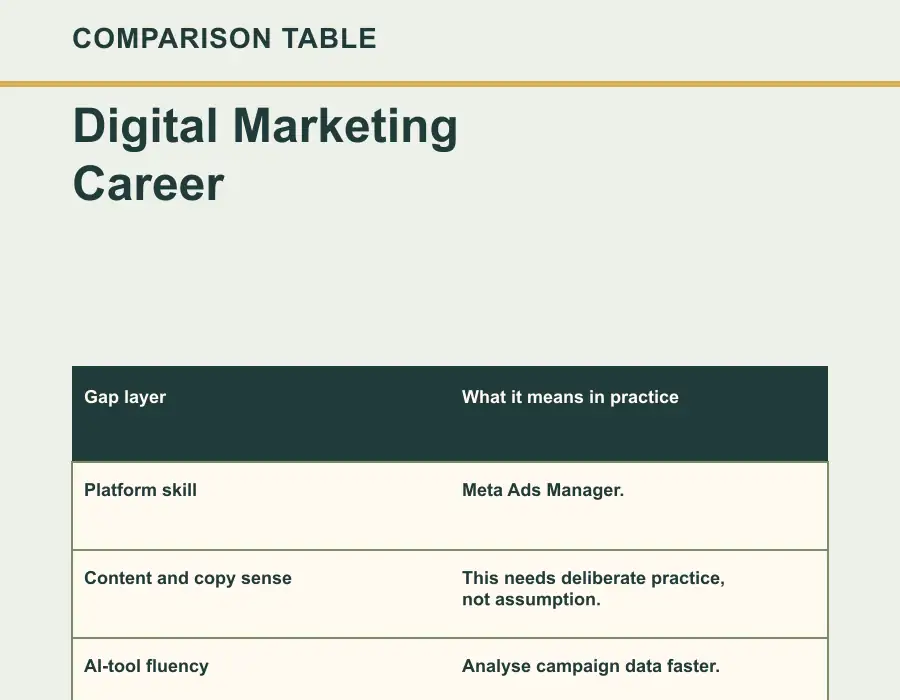 COMPARISON TABLE
Digital Marketing
Career
Gap layer
What it means in practice
Platform skill
Meta Ads Manager.
Content and copy sense
This needs deliberate practice,
not assumption.
AI-tool fluency
Analyse campaign data faster.